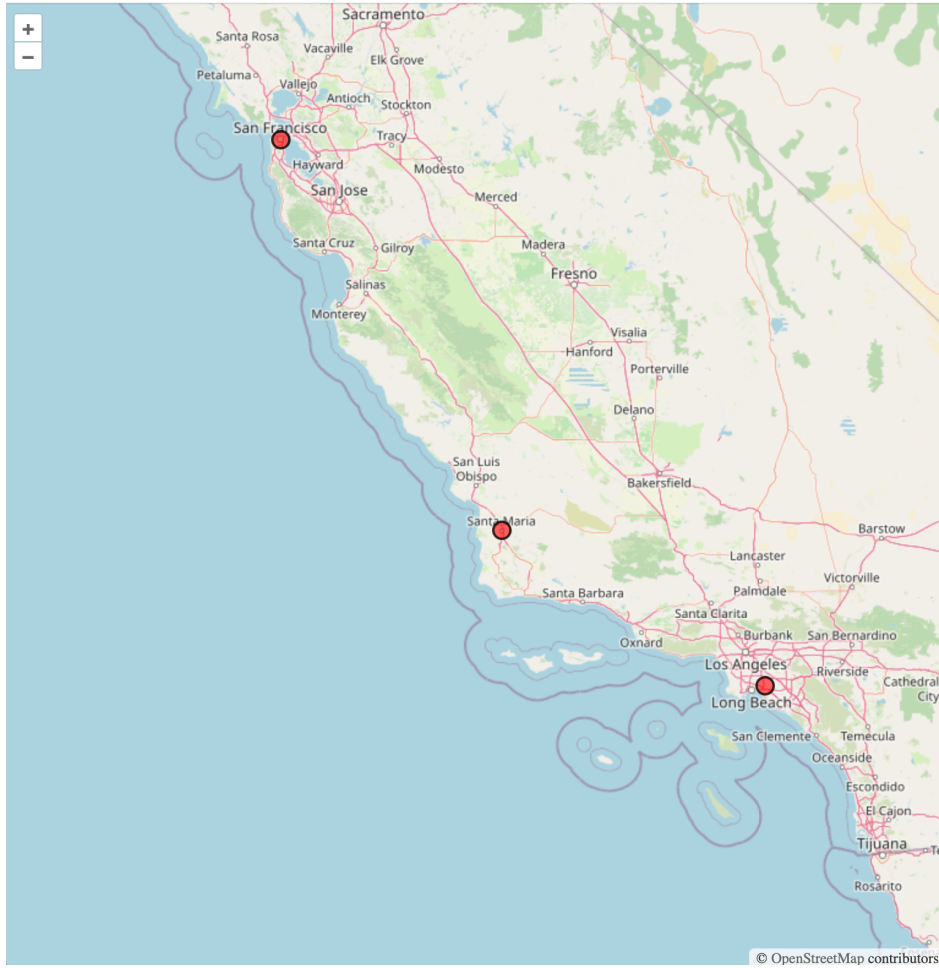 +
−
Sacramento
Santa Rosa
Vacaville
Elk Grove
Petaluma
Vallejo
Antioch
Stockton
San Francisco
Tracy
Hayward
Modesto
San Jose
Merced
Santa Cruz
Gilroy
Madera
Fresno
Salinas
Monterey
Visalia
Hanford
Porterville
Delano
San Luis
Obispo
Bakersfield
Santa Maria
Barstow
Lancaster
Victorville
Palmdale
Santa Barbara
Santa Clarita
Oxnard
Burbank
San Bernardino
Los Angeles
Riverside
Cathedral
City
Long Beach
San Clemente
Temecula
Oceanside
Escondido
El Cajon
Tijuana
Te
Rosarito
© OpenStreetMap contributors